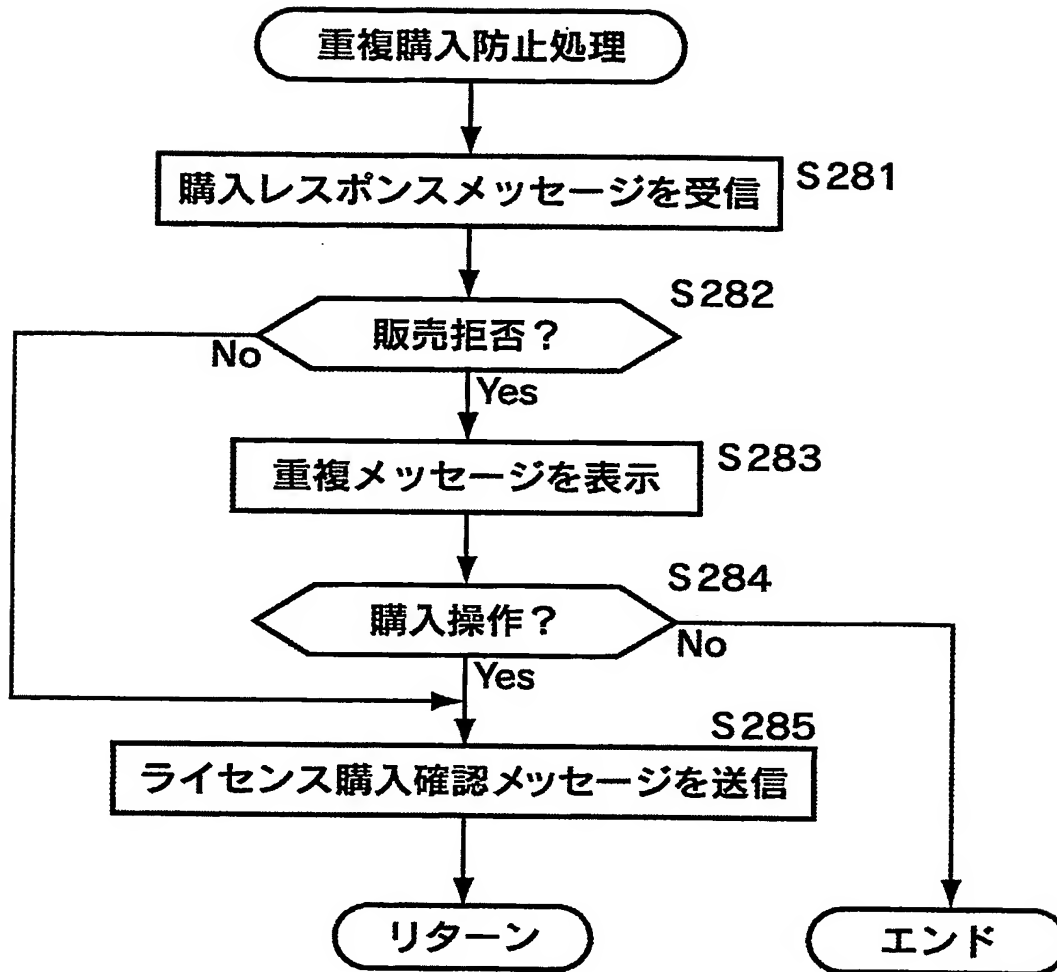 重複購入防止処理
購入レスポンスメッセージを受信
S281
S282
販売拒否?
No
Yes
重複メッセージを表示
S283
S284
購入操作?
No
Yes
S285
ライセンス購入確認メッセージを送信
リターン
エンド